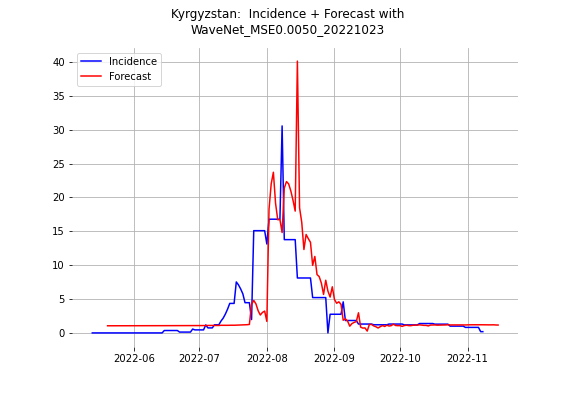 Kyrgyzstan:  Incidence + Forecast with
WaveNet_MSE0.0050_20221023
Incidence
Forecast
40
35
30
25
20
15
10
5
0
2022-06 2022-07 2022-08 2022-09 2022-10 2022-11